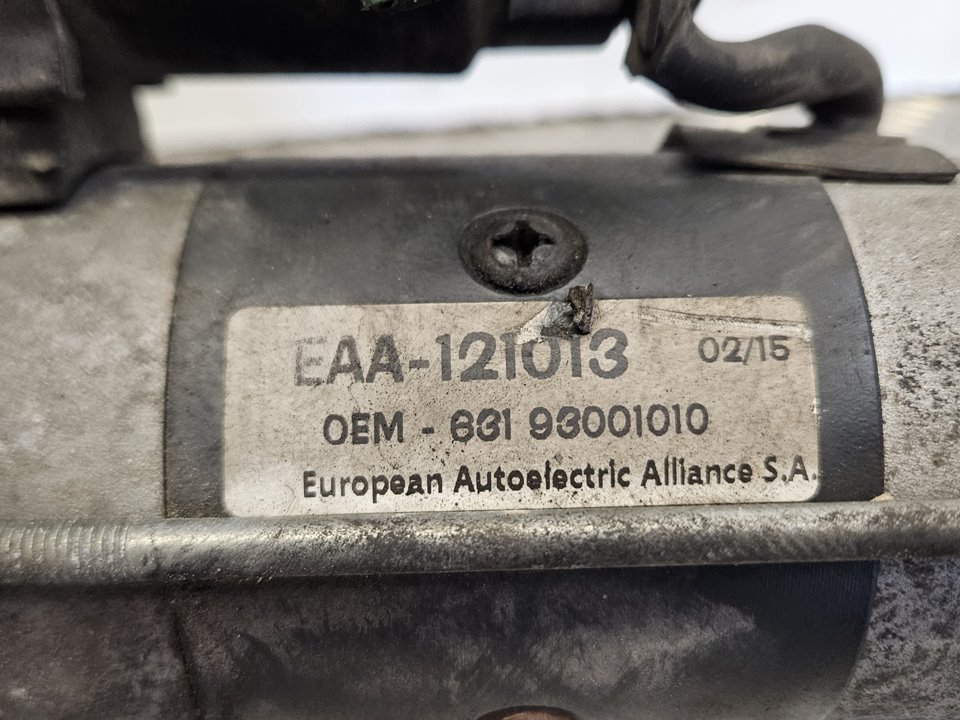 EAA-121013 02/15
OEM - 631 93001010
European Autoelectric Alliance S.A.